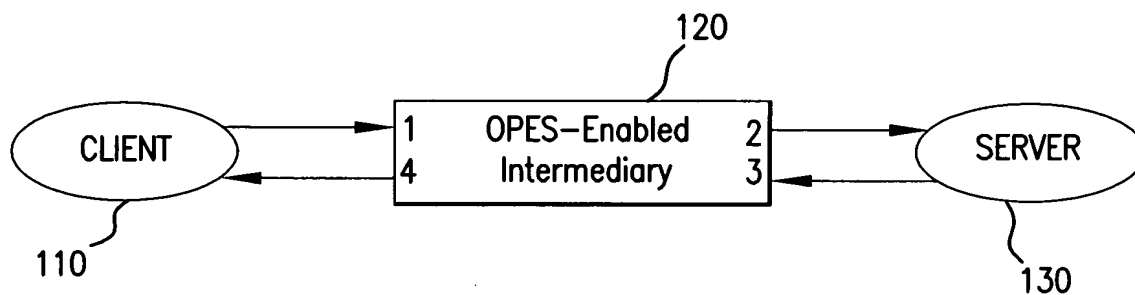 120
CLIENT
1
OPES-Enabled
2
SERVER
4
Intermediary
3
110
130